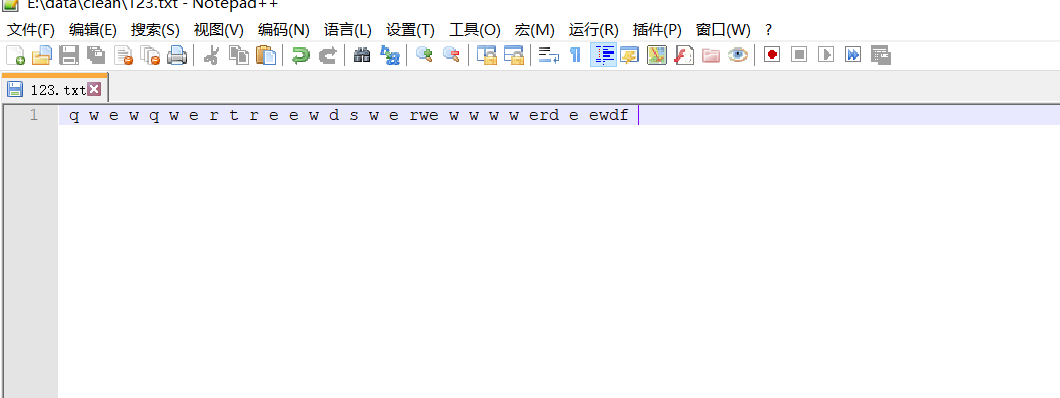 E:\data\clean\123.txt - Notepad++
文件(F) 编辑(E) 搜索(S) 视图(V) 编码(N) 语言(L) 设置(T) 工具(O) 宏(M) 运行(R) 插件(P) 窗口(W) ?
123.txt
1 q w e w q w e r t r e e w d s w e rwe w w w w erd e ewdf